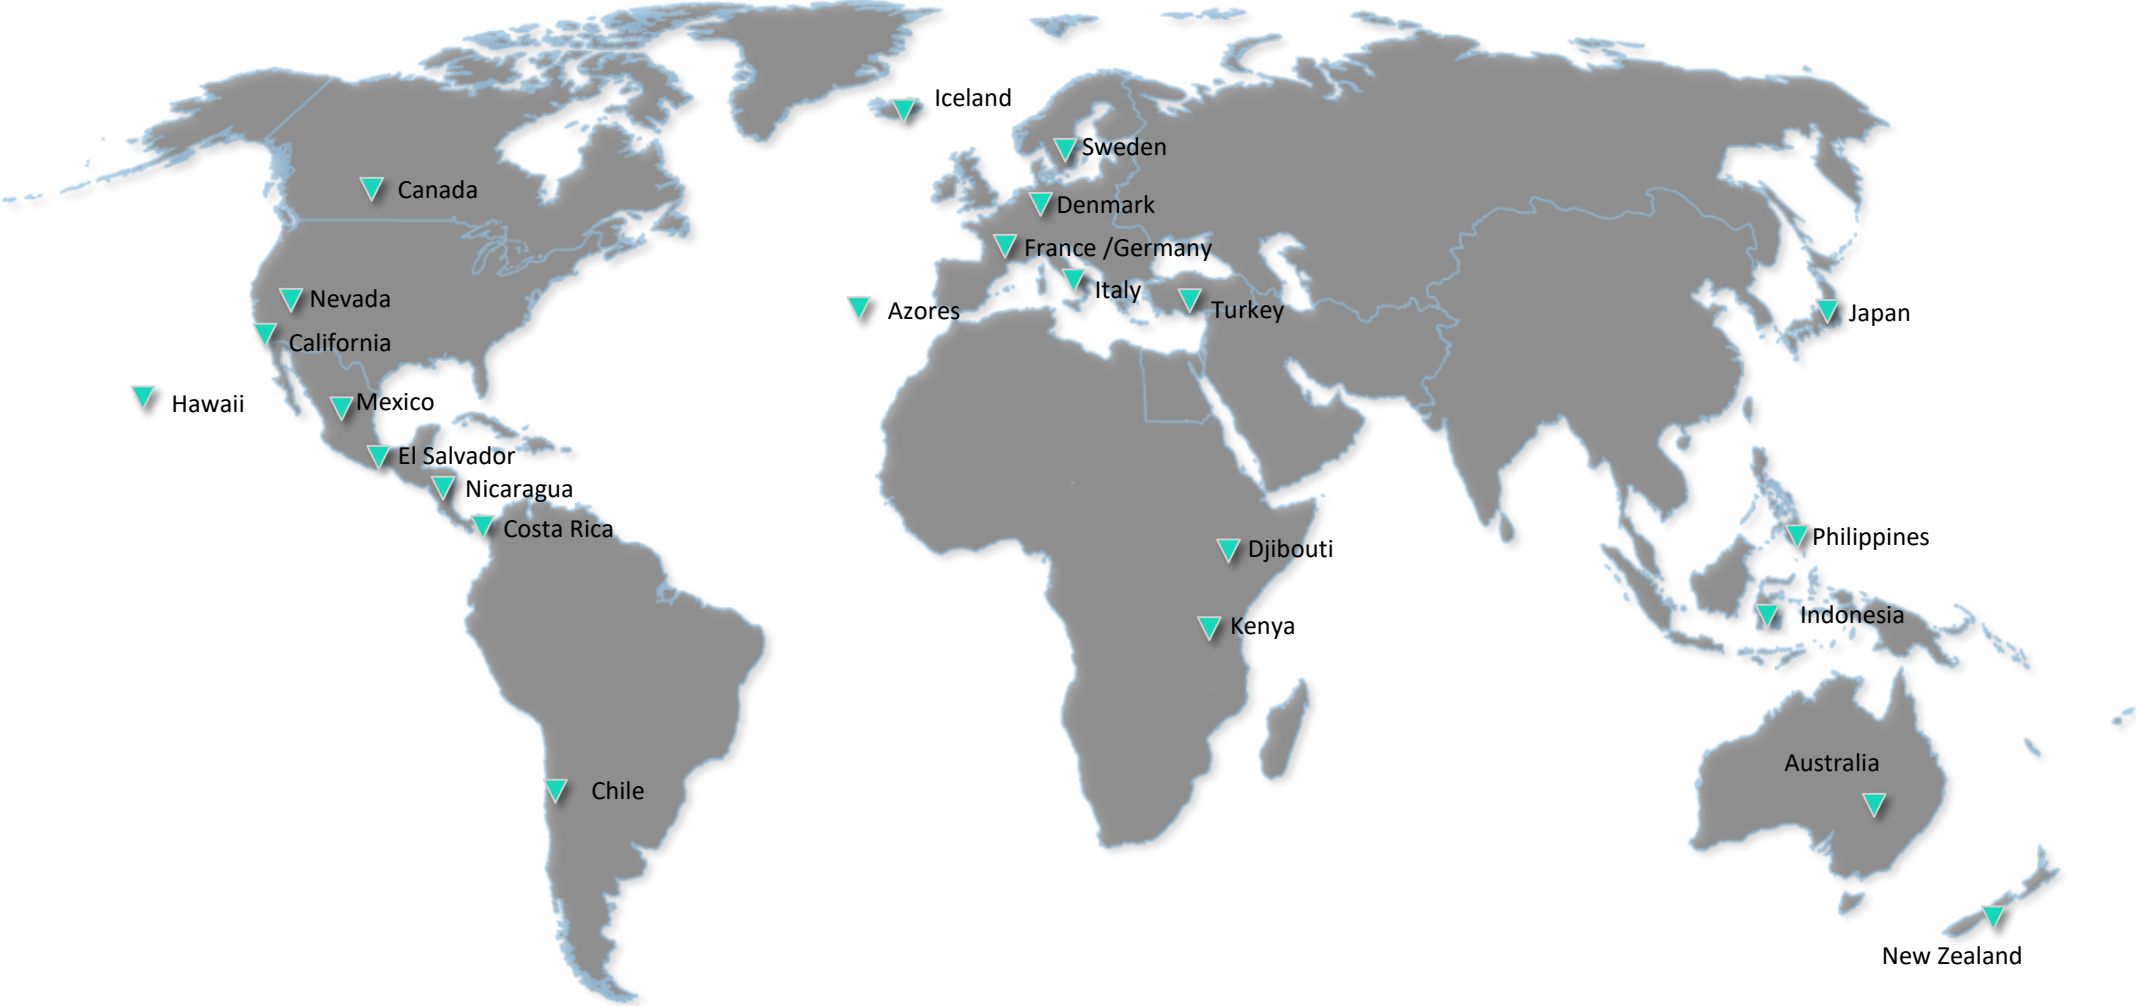 Iceland
Sweden
Canada
Denmark
France /Germany
Italy
Nevada
Azores
Turkey
Japan
California
Hawaii
Mexico
El Salvador
Nicaragua
Costa Rica
Philippines
Djibouti
Indonesia
Kenya
Australia
Chile
New Zealand